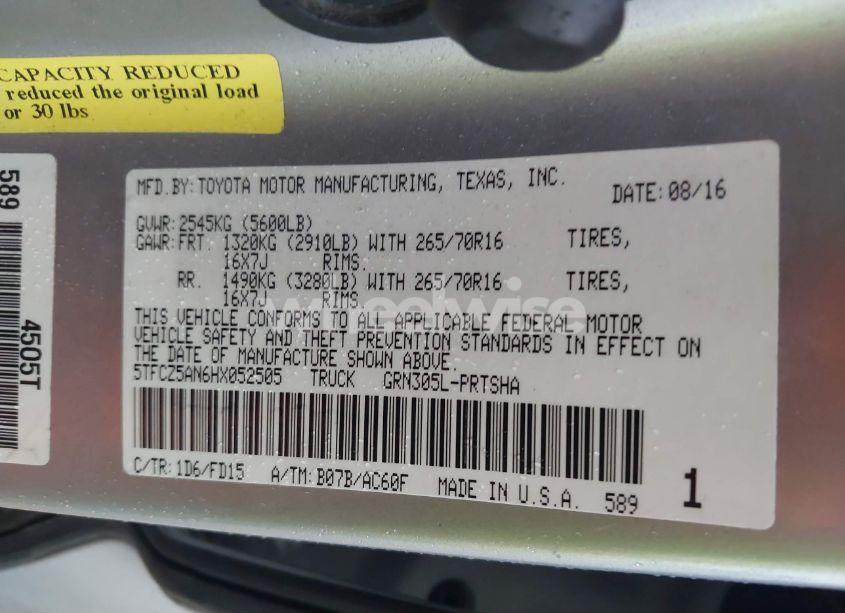 CAPACITY REDUCED
reduced the original load
or 30 lbs
589
4505T
MFD.BY:TOYOTA MOTOR MANUFACTURING, TEXAS, INC.
DATE:08/16
GVWR:2545KG (5600LB)
GAWR:FRT. 1320KG (2910LB) WITH 265/70R16 TIRES,
16X7J RIMS.
RR. 1490KG (3280LB) WITH 265/70R16 TIRES,
16X7J RIMS.
wheelwise
THIS VEHICLE CONFORMS TO ALL APPLICABLE FEDERAL MOTOR
VEHICLE SAFETY AND THEFT PREVENTION STANDARDS IN EFFECT ON
THE DATE OF MANUFACTURE SHOWN ABOVE.
5TFCZ5AN6HX052505 TRUCK GRN305L-PRTSHA
C/TR:1D6/FD15 A/TM:B07B/AC60F MADE IN U.S.A. 589
1